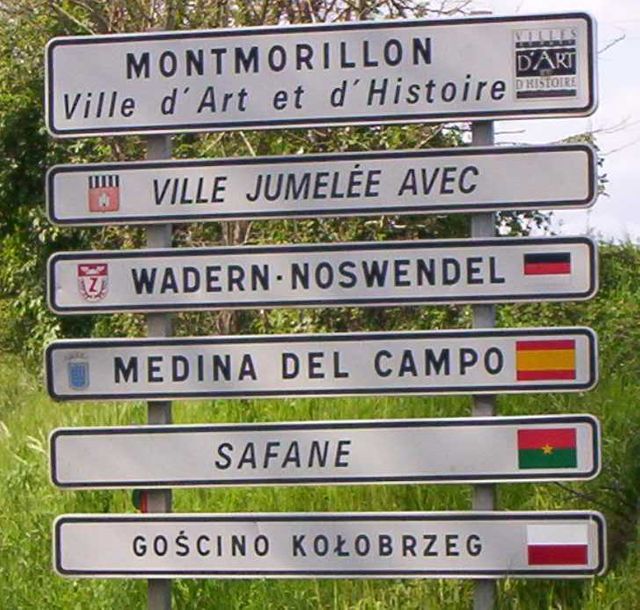 MONTMORILLON
Ville d'Art et d'Histoire
VILLES
D'ART
D'HISTOIRE
VILLE JUMELÉE AVEC
Z
WADERN·NOSWENDEL
MEDINA DEL CAMPO
SAFANE
GOŚCINO KOŁOBRZEG